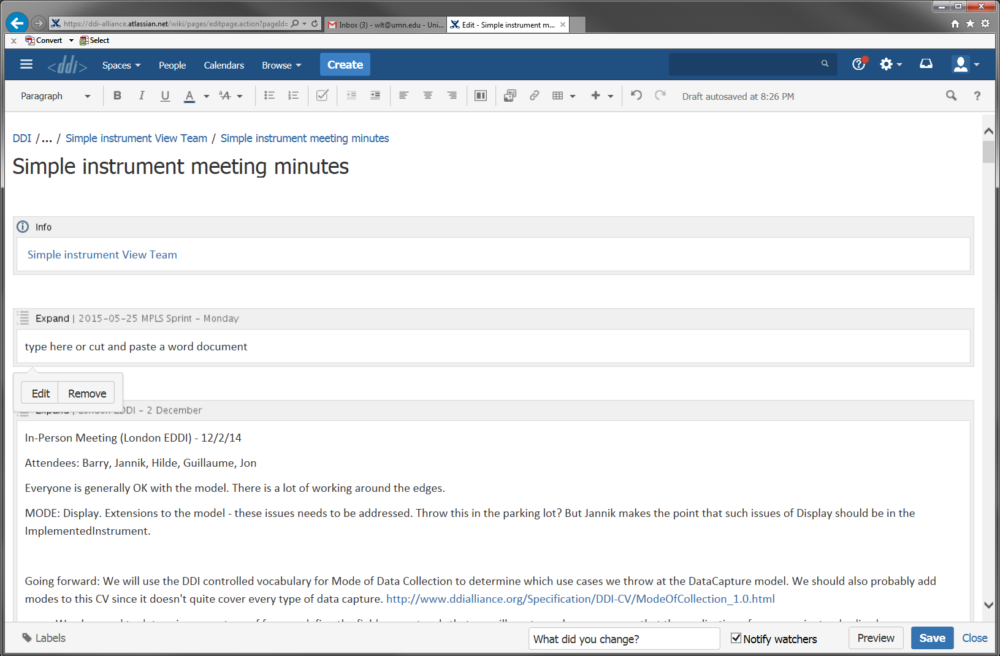 https://ddi-alliance.atlassian.net/wiki/pages/editpage.action?pageId=
Inbox (3) - wlt@umn.edu - Uni...
Edit - Simple instrument m...
x Convert Select
<ddi> Spaces People Calendars Browse Create
Paragraph B I U A Draft autosaved at 8:26 PM ?
DDI / ... / Simple instrument View Team / Simple instrument meeting minutes
Simple instrument meeting minutes
Info
Simple instrument View Team
Expand | 2015-05-25 MPLS Sprint - Monday
type here or cut and paste a word document
Edit Remove
Expand | London EDDI - 2 December
In-Person Meeting (London EDDI) - 12/2/14
Attendees: Barry, Jannik, Hilde, Guillaume, Jon
Everyone is generally OK with the model. There is a lot of working around the edges.
MODE: Display. Extensions to the model - these issues needs to be addressed. Throw this in the parking lot? But Jannik makes the point that such issues of Display should be in the
ImplementedInstrument.
Going forward: We will use the DDI controlled vocabulary for Mode of Data Collection to determine which use cases we throw at the DataCapture model. We should also probably add
modes to this CV since it doesn't quite cover every type of data capture. http://www.ddialliance.org/Specification/DDI-CV/ModeOfCollection_1.0.html
Labels
What did you change?
Notify watchers
Preview Save Close